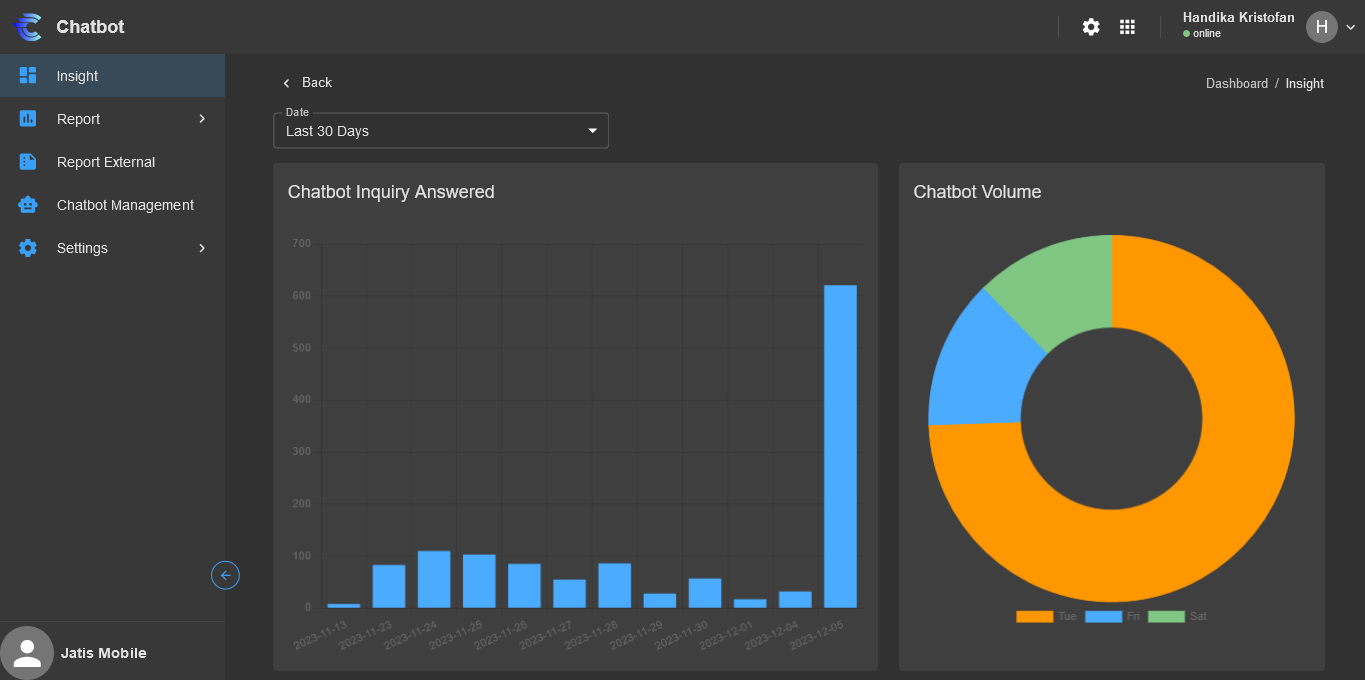 Chatbot
Handika Kristofan
online
H
Insight
Report
Report External
Chatbot Management
Settings
Jatis Mobile
Back
Dashboard / Insight
Date
Last 30 Days
Chatbot Inquiry Answered
700
600
500
400
300
200
100
0
2023-11-13
2023-11-23
2023-11-24
2023-11-25
2023-11-26
2023-11-27
2023-11-28
2023-11-29
2023-11-30
2023-12-01
2023-12-04
2023-12-05
Chatbot Volume
Tue Fri Sat